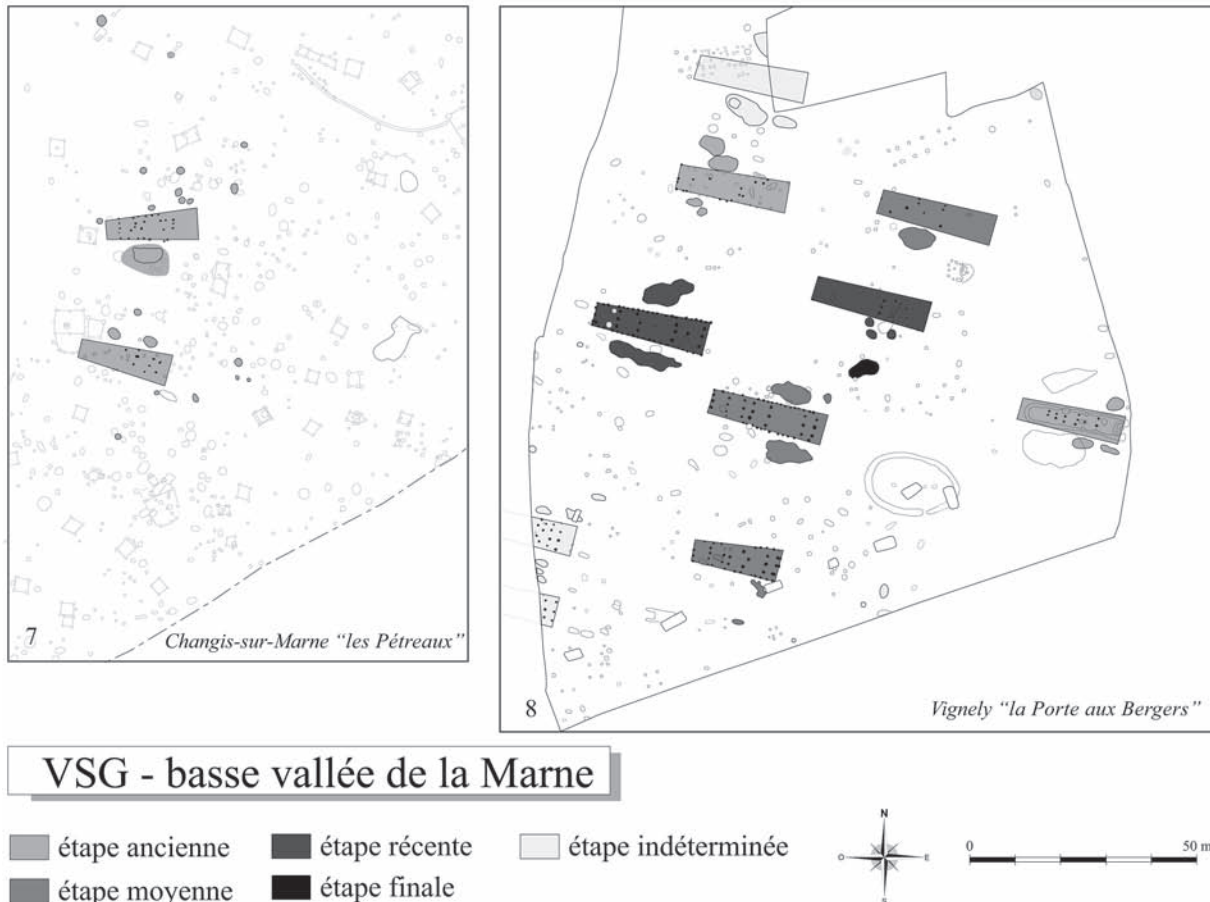 7
Changis-sur-Marne “les Pétreaux”
8
Vignely “la Porte aux Bergers”
VSG - basse vallée de la Marne
étape ancienne
étape récente
étape indéterminée
étape moyenne
étape finale
N
O
E
S
0
50 m